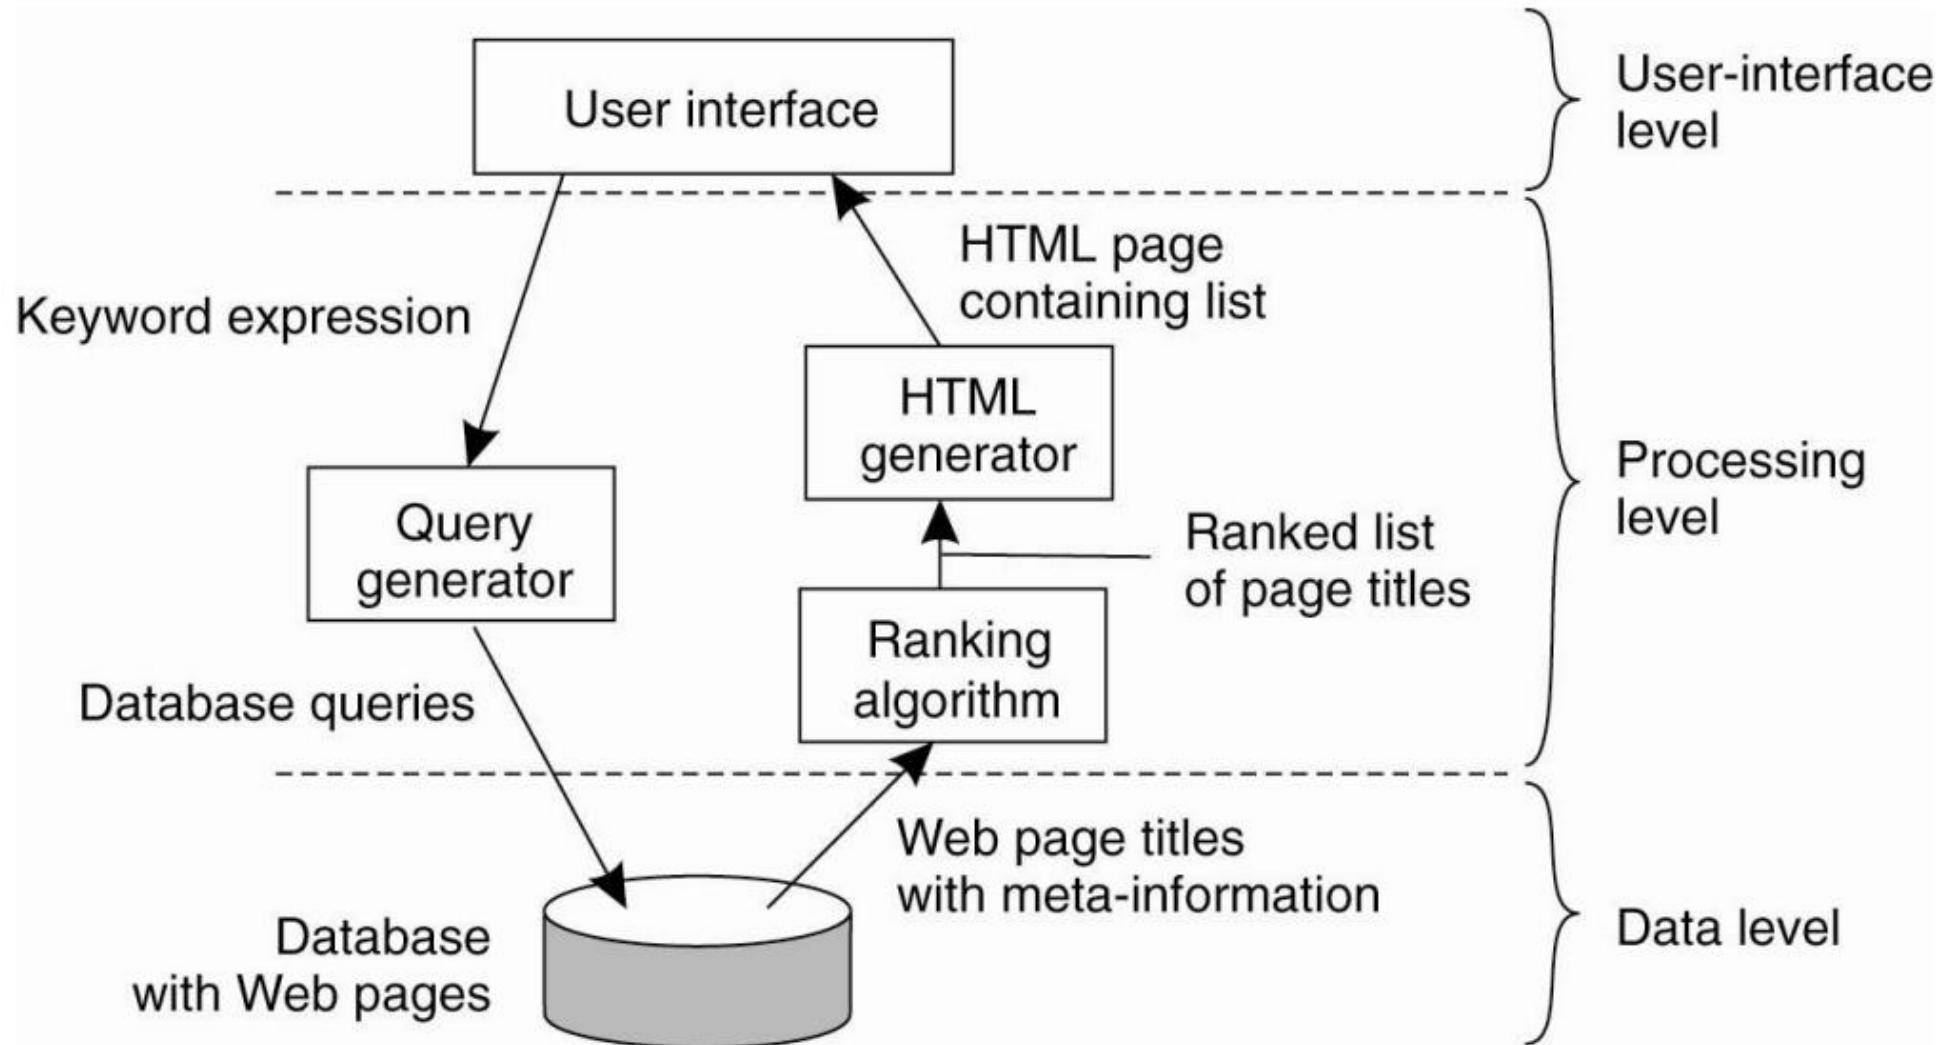 User interface
User-interface
level
Keyword expression
HTML page
containing list
HTML
generator
Processing
level
Query
generator
Ranked list
of page titles
Ranking
algorithm
Database queries
Web page titles
with meta-information
Database
with Web pages
Data level